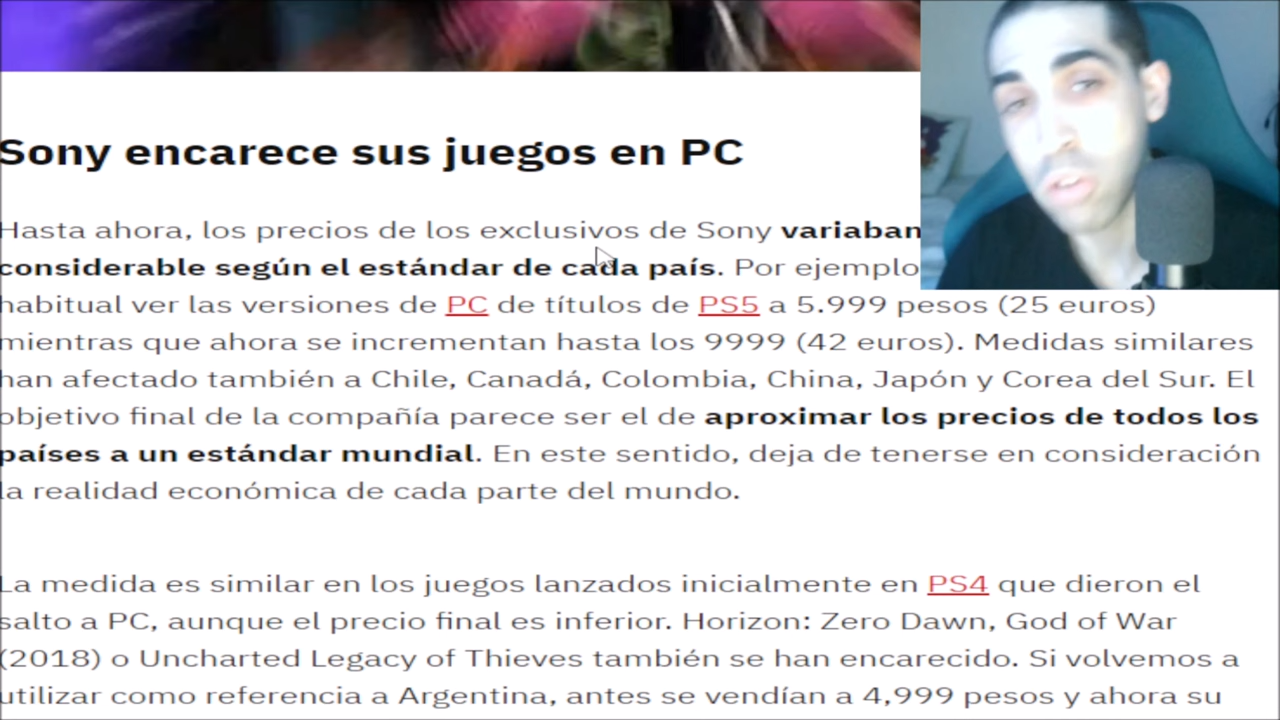 Sony encarece sus juegos en PC
Hasta ahora, los precios de los exclusivos de Sony variaban
considerable según el estándar de cada país. Por ejemplo
habitual ver las versiones de PC de títulos de PS5 a 5.999 pesos (25 euros)
mientras que ahora se incrementan hasta los 9999 (42 euros). Medidas similares
han afectado también a Chile, Canadá, Colombia, China, Japón y Corea del Sur. El
objetivo final de la compañía parece ser el de aproximar los precios de todos los
países a un estándar mundial. En este sentido, deja de tenerse en consideración
la realidad económica de cada parte del mundo.
La medida es similar en los juegos lanzados inicialmente en PS4 que dieron el
salto a PC, aunque el precio final es inferior. Horizon: Zero Dawn, God of War
(2018) o Uncharted Legacy of Thieves también se han encarecido. Si volvemos a
utilizar como referencia a Argentina, antes se vendían a 4,999 pesos y ahora su